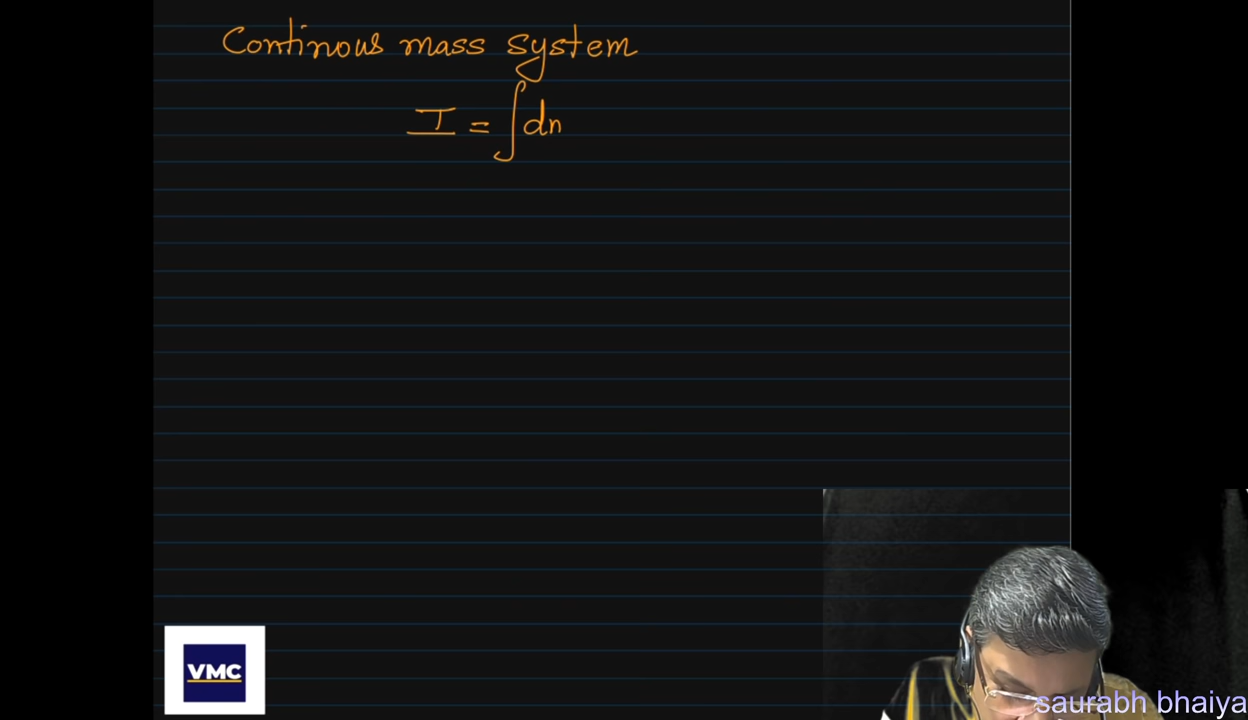 Continous mass system
I = ∫dn
VMC
saurabh bhaiya